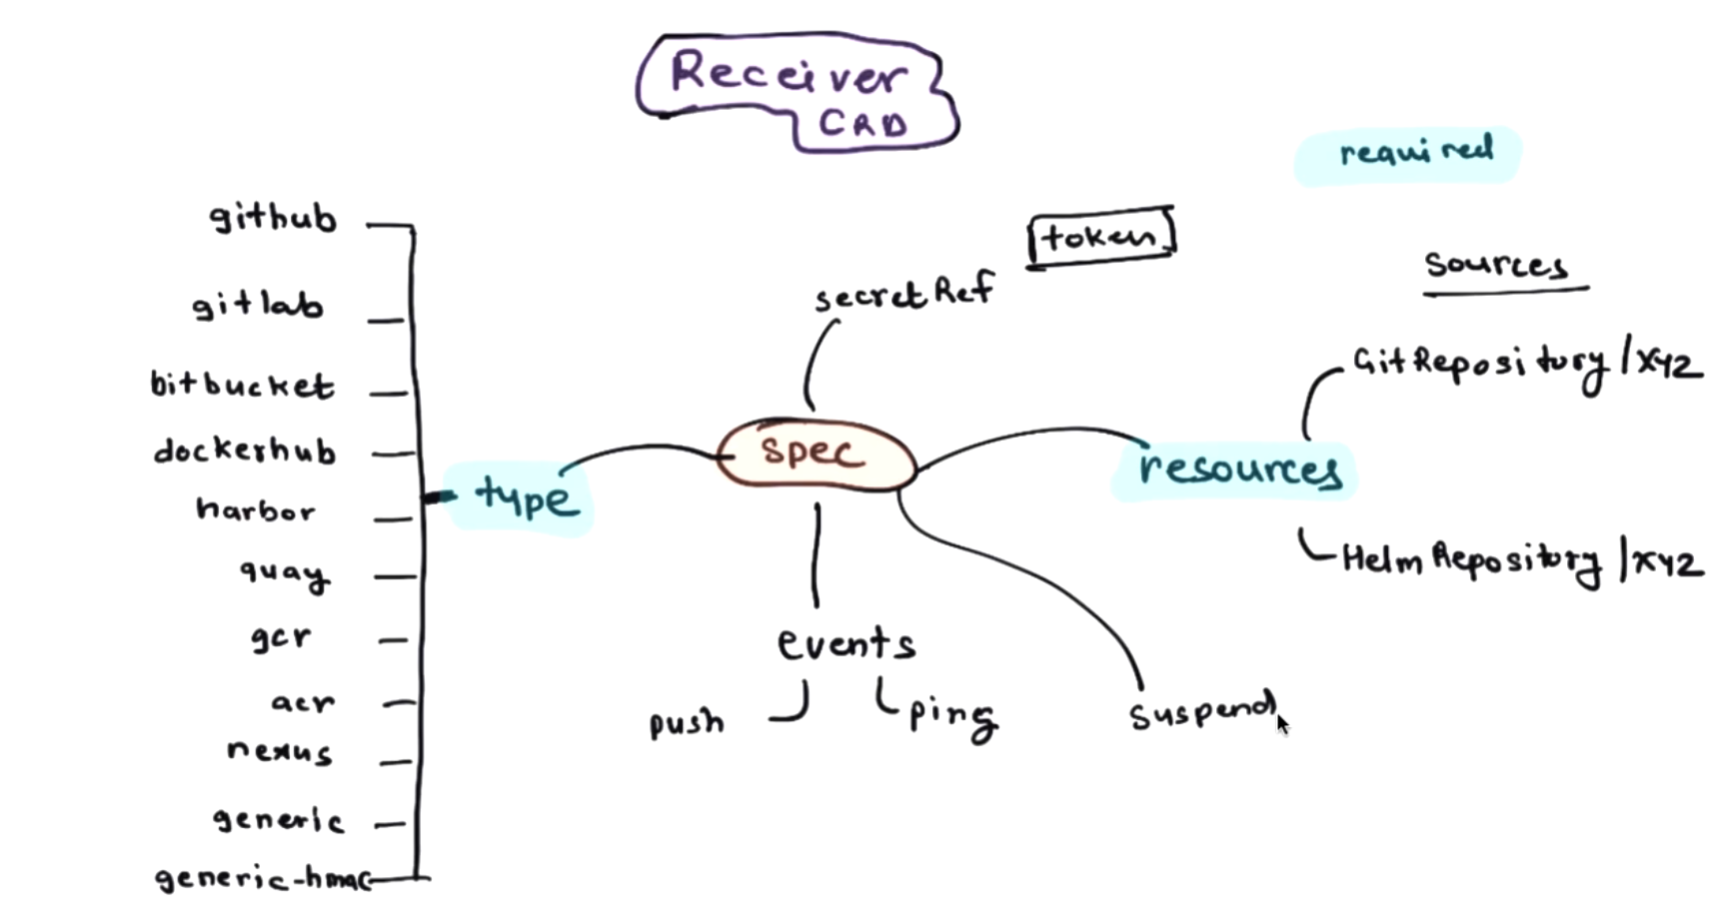 Receiver
CRD
required
token
Sources
secretRef
github
gitlab
bitbucket
dockerhub
harbor
quay
gcr
acr
nexus
generic
generic-hmac
type
spec
resources
GitRepository/XYZ
HelmRepository/XYZ
events
push
ping
suspend